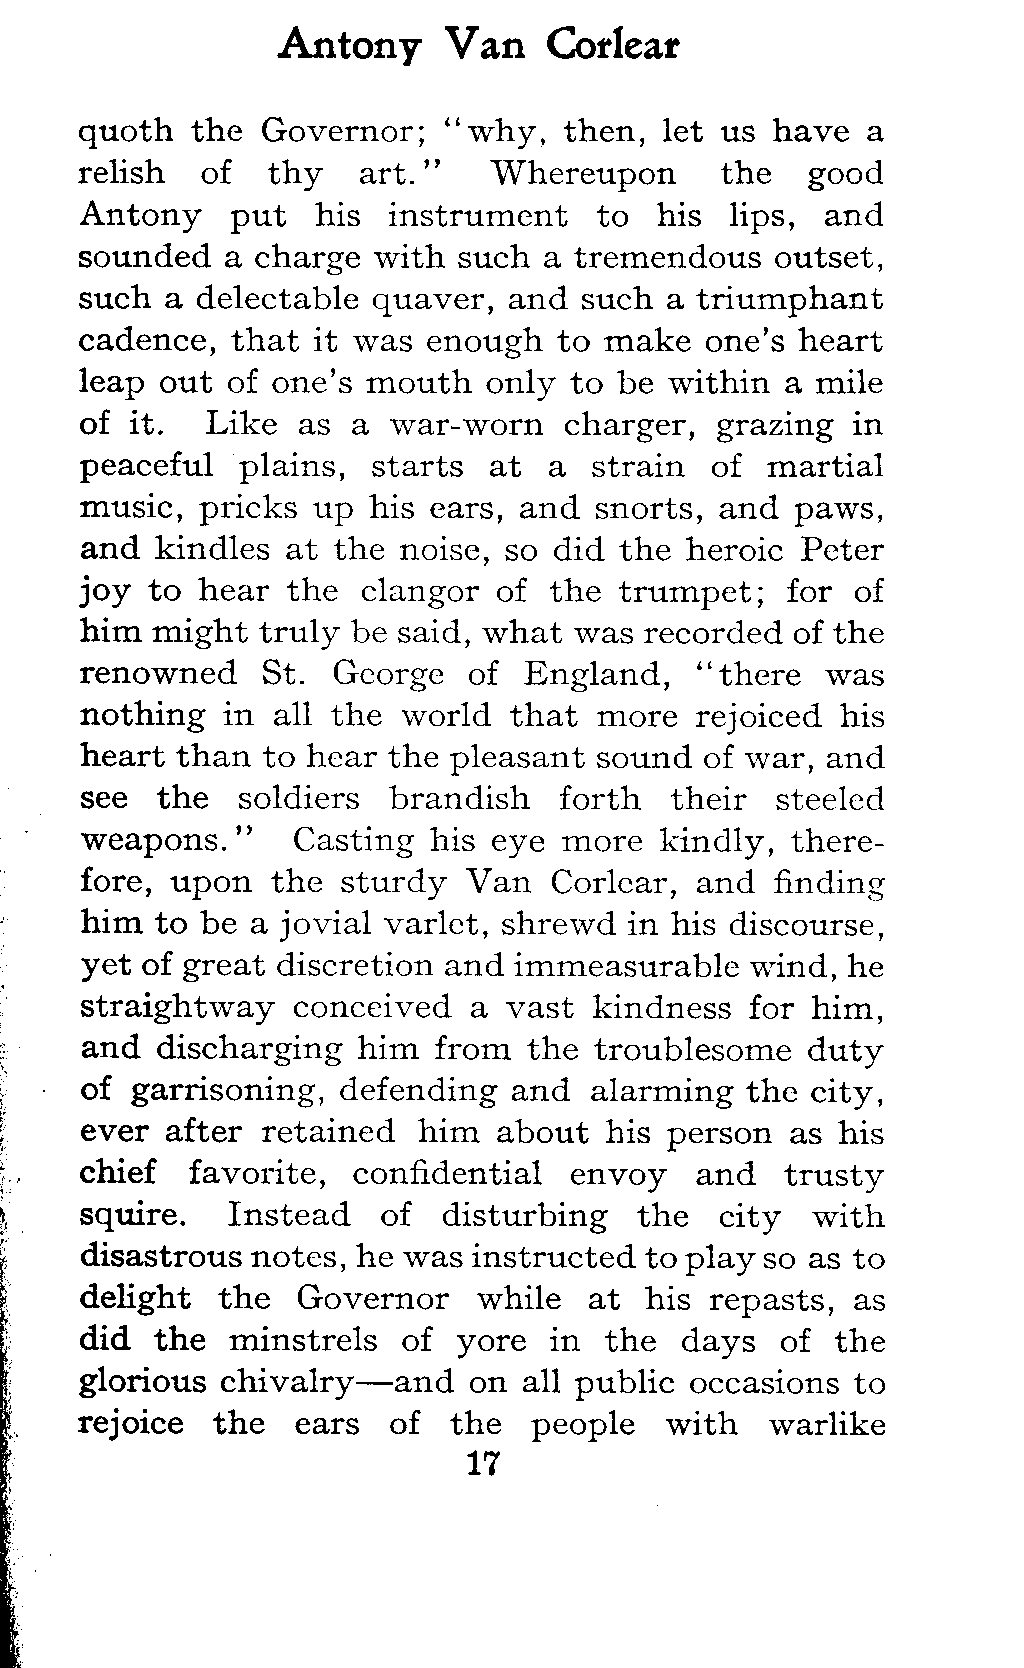 Antony Van Corlear
quoth the Governor; "why, then, let us have a
relish of thy art." Whereupon the good
Antony put his instrument to his lips, and
sounded a charge with such a tremendous outset,
such a delectable quaver, and such a triumphant
cadence, that it was enough to make one's heart
leap out of one's mouth only to be within a mile
of it. Like as a war-worn charger, grazing in
peaceful plains, starts at a strain of martial
music, pricks up his ears, and snorts, and paws,
and kindles at the noise, so did the heroic Peter
joy to hear the clangor of the trumpet; for of
him might truly be said, what was recorded of the
renowned St. George of England, "there was
nothing in all the world that more rejoiced his
heart than to hear the pleasant sound of war, and
see the soldiers brandish forth their steeled
weapons." Casting his eye more kindly, there-
fore, upon the sturdy Van Corlear, and finding
him to be a jovial varlet, shrewd in his discourse,
yet of great discretion and immeasurable wind, he
straightway conceived a vast kindness for him,
and discharging him from the troublesome duty
of garrisoning, defending and alarming the city,
ever after retained him about his person as his
chief favorite, confidential envoy and trusty
squire. Instead of disturbing the city with
disastrous notes, he was instructed to play so as to
delight the Governor while at his repasts, as
did the minstrels of yore in the days of the
glorious chivalry—and on all public occasions to
rejoice the ears of the people with warlike
17